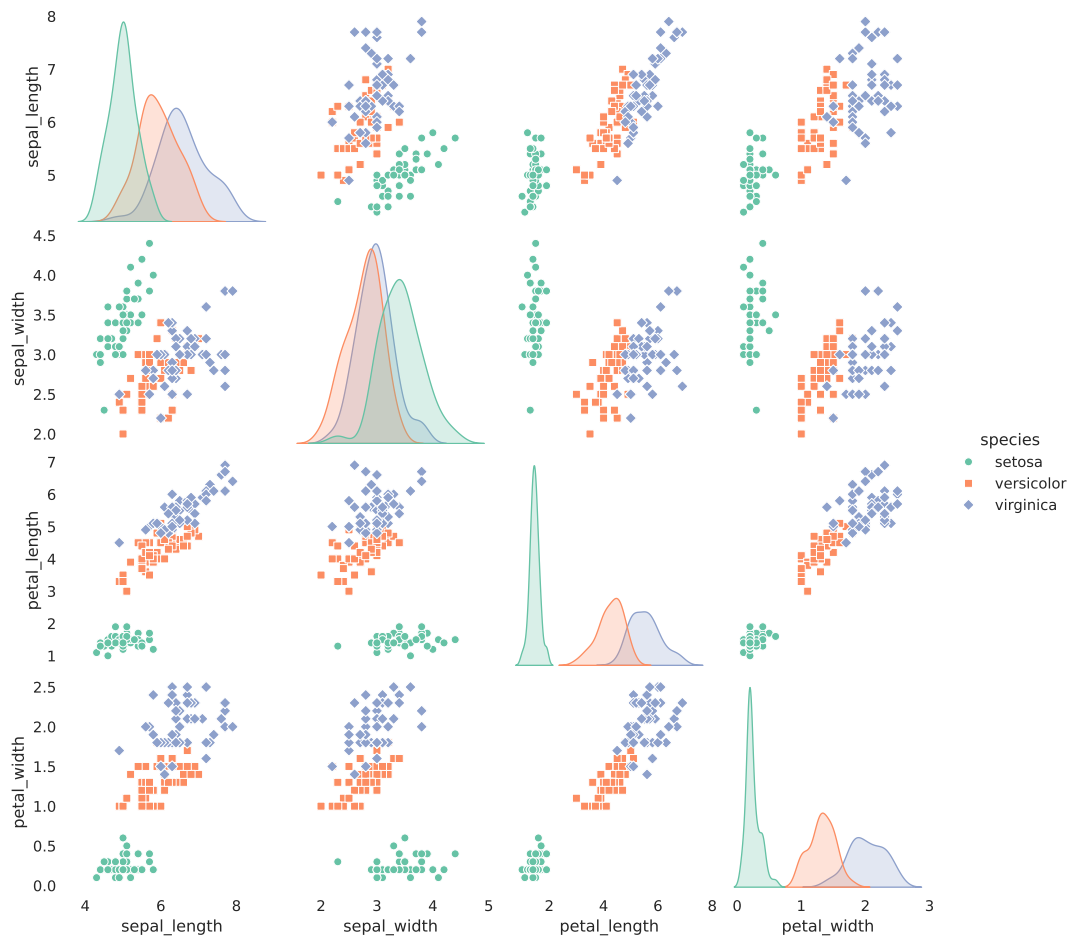 8
7
6
5
sepal_length
4.5
4.0
3.5
3.0
2.5
2.0
sepal_width
species
setosa
versicolor
virginica
7
6
5
4
3
2
1
petal_length
2.5
2.0
1.5
1.0
0.5
0.0
petal_width
4 6 8 2 3 4 5 2 4 6 8 0 1 2 3
sepal_length sepal_width petal_length petal_width